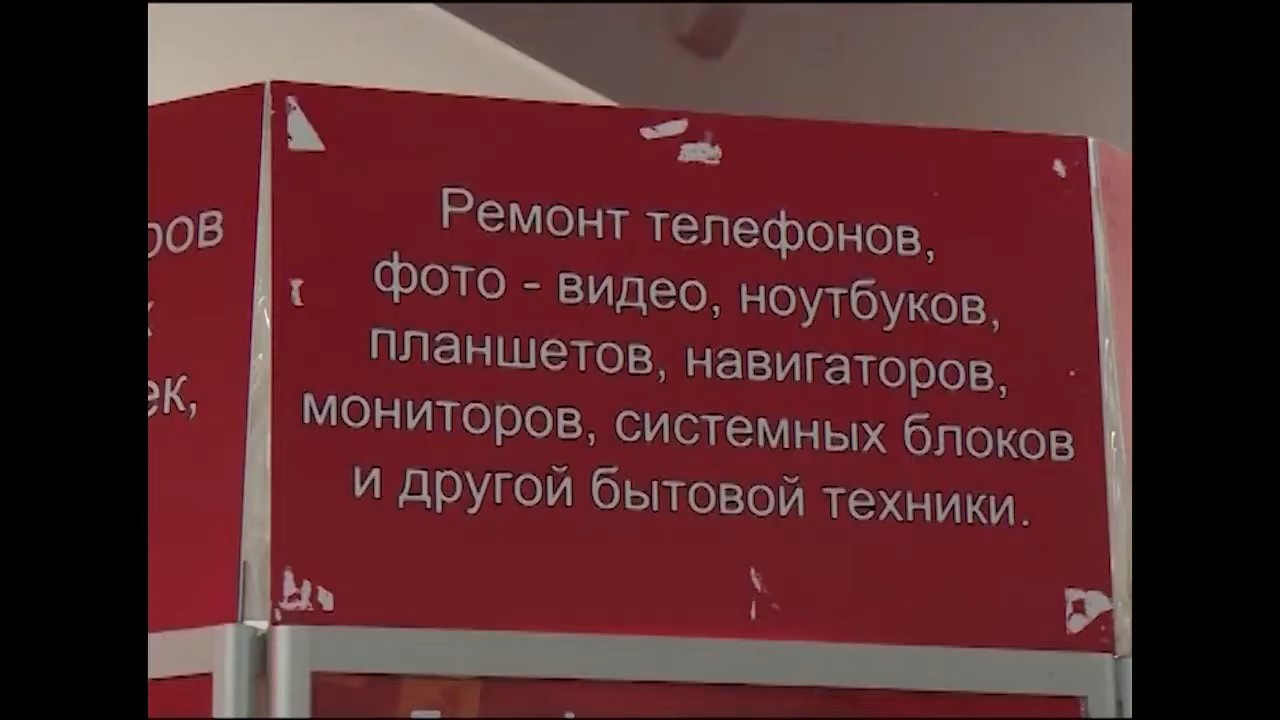 Ремонт телефонов,
фото - видео, ноутбуков,
планшетов, навигаторов,
мониторов, системных блоков
и другой бытовой техники.